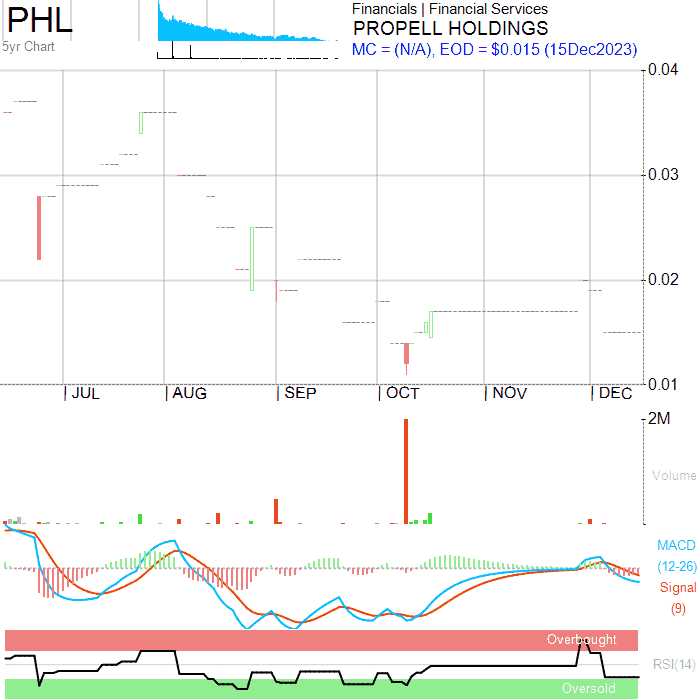 PHL
5yr Chart
Financials | Financial Services
PROPELL HOLDINGS
MC = (N/A), EOD = $0.015 (15Dec2023)
0.04
0.03
0.02
0.01
| JUL | AUG | SEP | OCT | NOV | DEC
2M
Volume
MACD
(12-26)
Signal
(9)
Overbought
RSI(14)
Oversold